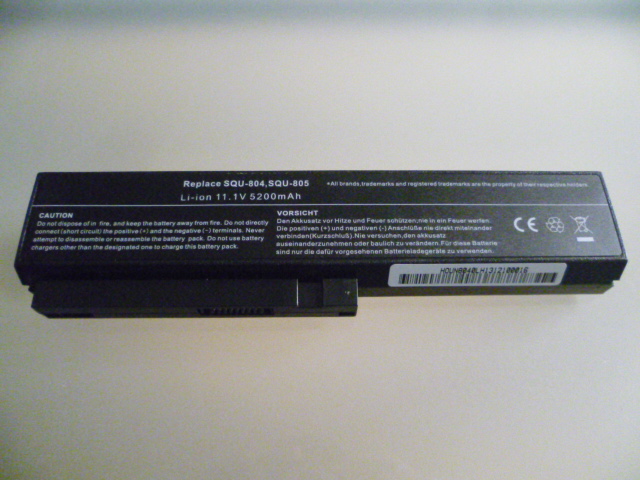 Replace SQU-804,SQU-805
*All brands,trademarks and registered trademarks are the property of their respective holders.
Li-ion 11.1V 5200mAh
CAUTION
Do not dispose of in fire, and keep the battery away from fire. Do not directly
connect (short circuit) the positive (+) and negative (-) terminals. Never
attempt to disassemble or reassemble the battery pack. Do not use battery
chargers other than the designated one to charge this battery pack.
VORSICHT
Den Akkusatz vor Hitze und Feuer schützen;nie in ein Feuer werfen.
Die positiven (+) und negativen (-) Anschlüße nie direkt miteinander
verbinden(Kurzschluß).Nie versuchen,den akkusatz
auseinanderzunehmen oder baulich zu verändern.Für diese Batterie
sind nur die dafür vorgesehenen Batterieladegeräte zu verwenden.
CE
HQUN8040LH1312100016